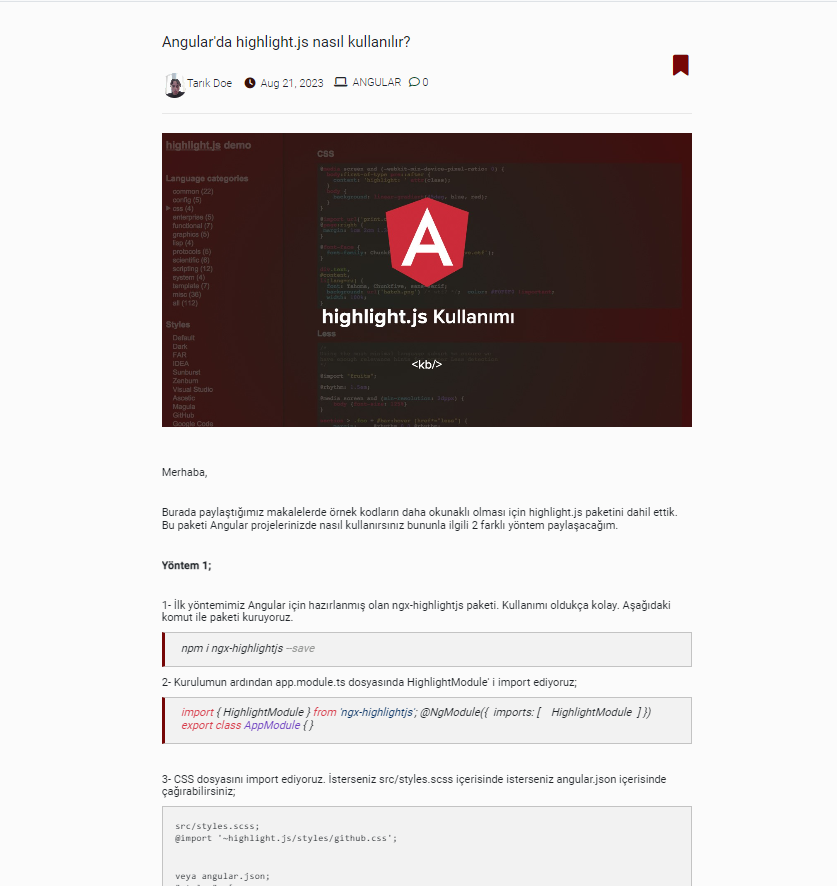 Angular'da highlight.js nasıl kullanılır?
Tarık Doe Aug 21, 2023 ANGULAR 0
highlight.js demo
Language categories
common (22)
config (5)
css (4)
enterprise (5)
functional (7)
graphics (5)
lisp (4)
protocols (5)
scientific (6)
scripting (12)
system (4)
template (7)
misc (36)
all (112)
Styles
Default
Dark
FAR
IDEA
Sunburst
Zenburn
Visual Studio
Ascetic
Magula
GitHub
Google Code
CSS
Less
highlight.js Kullanımı
<kb/>
Merhaba,
Burada paylaştığımız makalelerde örnek kodların daha okunaklı olması için highlight.js paketini dahil ettik.
Bu paketi Angular projelerinizde nasıl kullanırsınız bununla ilgili 2 farklı yöntem paylaşacağım.
Yöntem 1;
1- İlk yöntemimiz Angular için hazırlanmış olan ngx-highlightjs paketi. Kullanımı oldukça kolay. Aşağıdaki
komut ile paketi kuruyoruz.
npm i ngx-highlightjs --save
2- Kurulumun ardından app.module.ts dosyasında HighlightModule' i import ediyoruz;
import { HighlightModule } from 'ngx-highlightjs'; @NgModule({ imports: [ HighlightModule ] })
export class AppModule { }
3- CSS dosyasını import ediyoruz. İsterseniz src/styles.scss içerisinde isterseniz angular.json içerisinde
çağırabilirsiniz;
src/styles.scss;
@import '~highlight.js/styles/github.css';
veya angular.json;